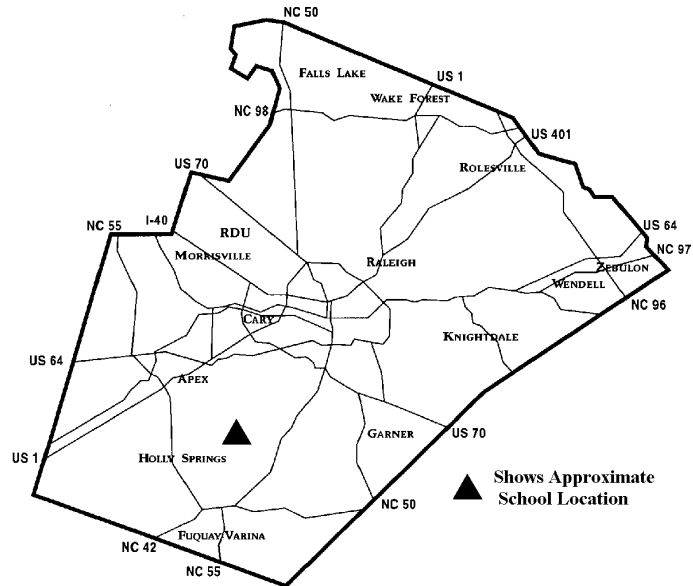 NC 50
FALLS LAKE
US 1
WAKE FOREST
NC 98
US 401
US 70
ROLESVILLE
NC 55
I-40
RDU
US 64
MORRISVILLE
RALEIGH
NC 97
ZEBULON
WENDELL
NC 96
CARY
KNIGHTDALE
US 64
APEX
GARNER
US 70
HOLLY SPRINGS
US 1
Shows Approximate
School Location
NC 50
FUQUAY-VARINA
NC 42
NC 55